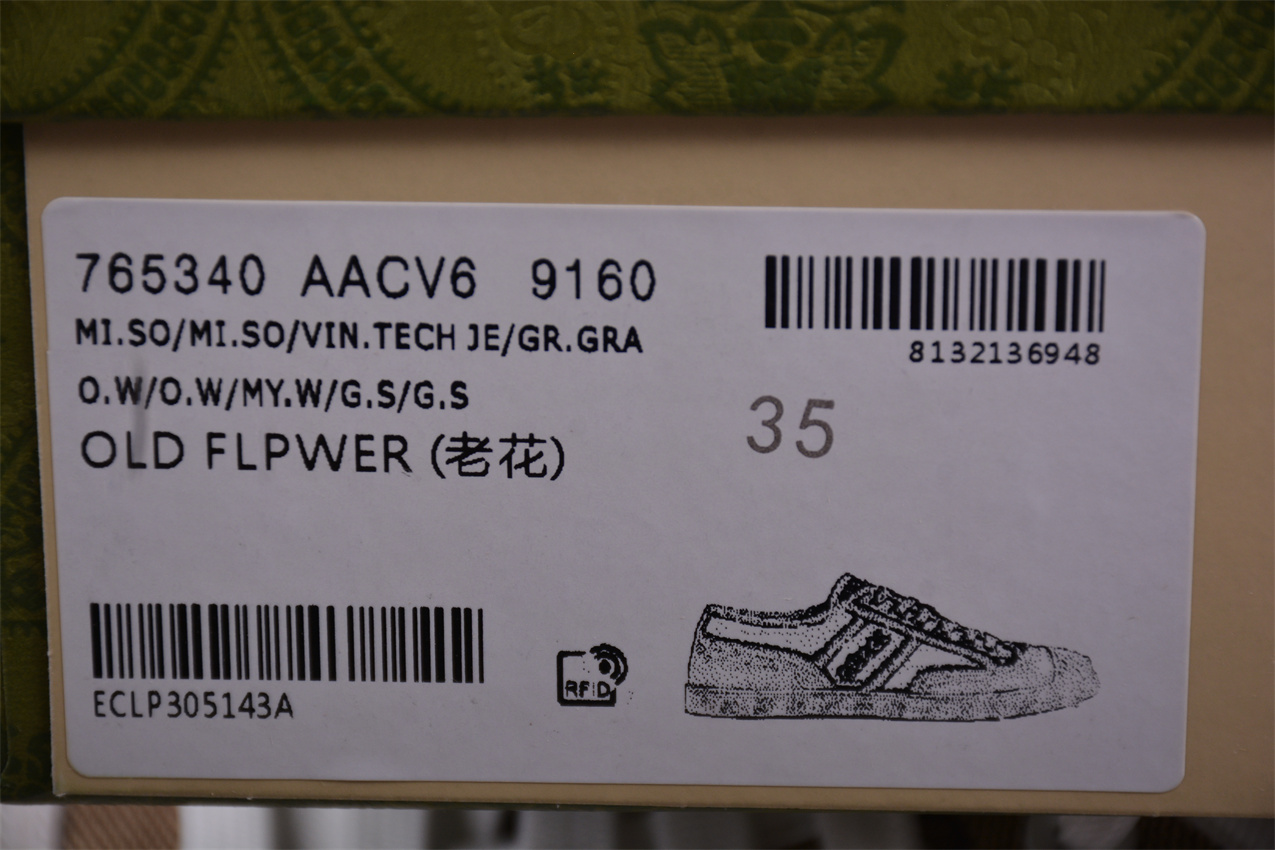 765340 AACV6 9160
MI.SO/MI.SO/VIN.TECH JE/GR.GRA
O.W/O.W/MY.W/G.S/G.S
OLD FLPWER (老花)
8132136948
35
ECLP305143A
RFID